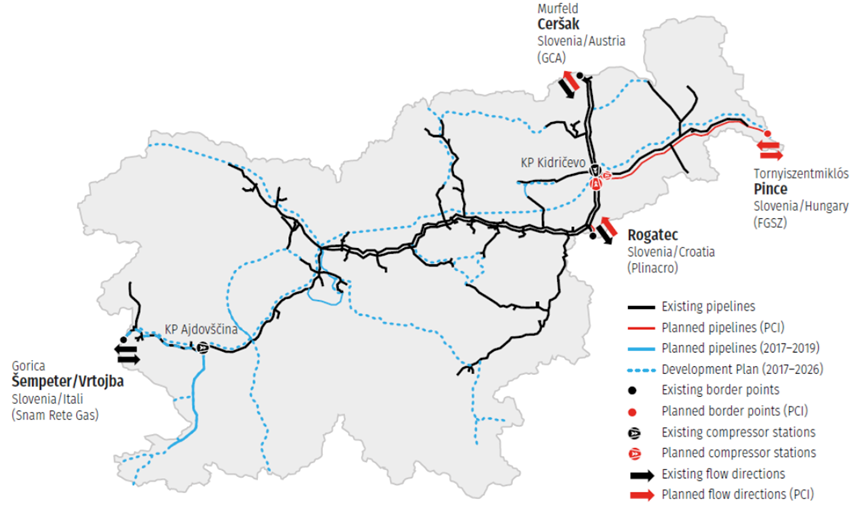 Murfeld
Ceršak
Slovenia/Austria
(GCA)
KP Kidričevo
Tornyiszentmiklós
Pince
Slovenia/Hungary
(FGSZ)
Rogatec
Slovenia/Croatia
(Plinacro)
KP Ajdovščina
Gorica
Šempeter/Vrtojba
Slovenia/Itali
(Snam Rete Gas)
Existing pipelines
Planned pipelines (PCI)
Planned pipelines (2017–2019)
Development Plan (2017–2026)
Existing border points
Planned border points (PCI)
Existing compressor stations
Planned compressor stations
Existing flow directions
Planned flow directions (PCI)